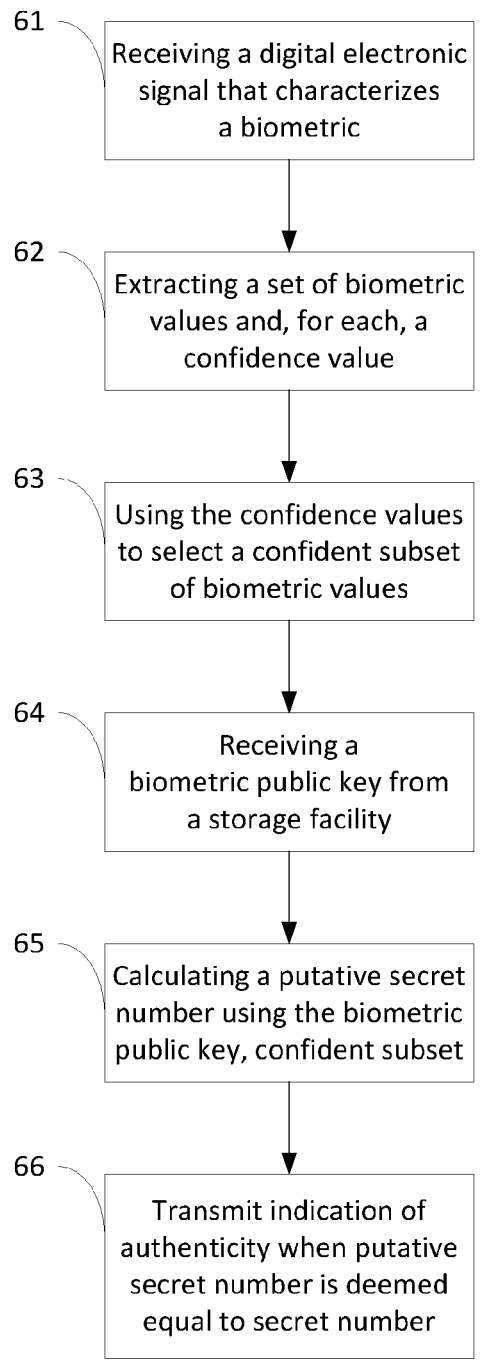 61
Receiving a digital electronic
signal that characterizes
a biometric
62
Extracting a set of biometric
values and, for each, a
confidence value
63
Using the confidence values
to select a confident subset
of biometric values
64
Receiving a
biometric public key from
a storage facility
65
Calculating a putative secret
number using the biometric
public key, confident subset
66
Transmit indication of
authenticity when putative
secret number is deemed
equal to secret number